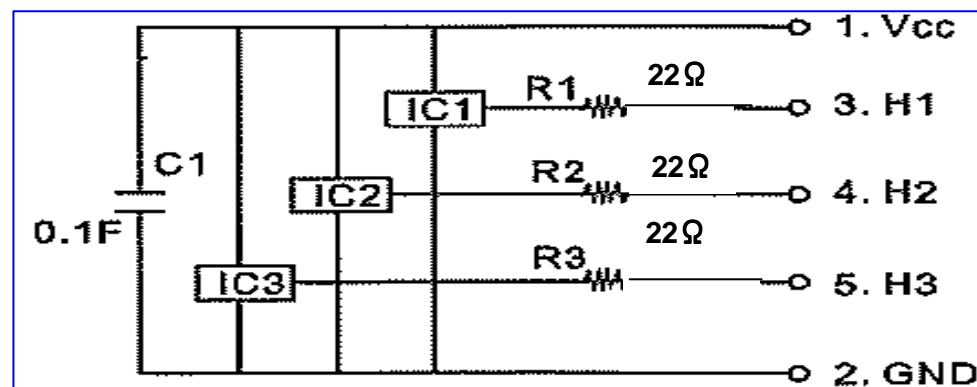 1. Vcc
R1 22Ω
IC1
3. H1
C1
R2 22Ω
IC2
4. H2
0.1F
22Ω
R3
IC3
5. H3
2. GND